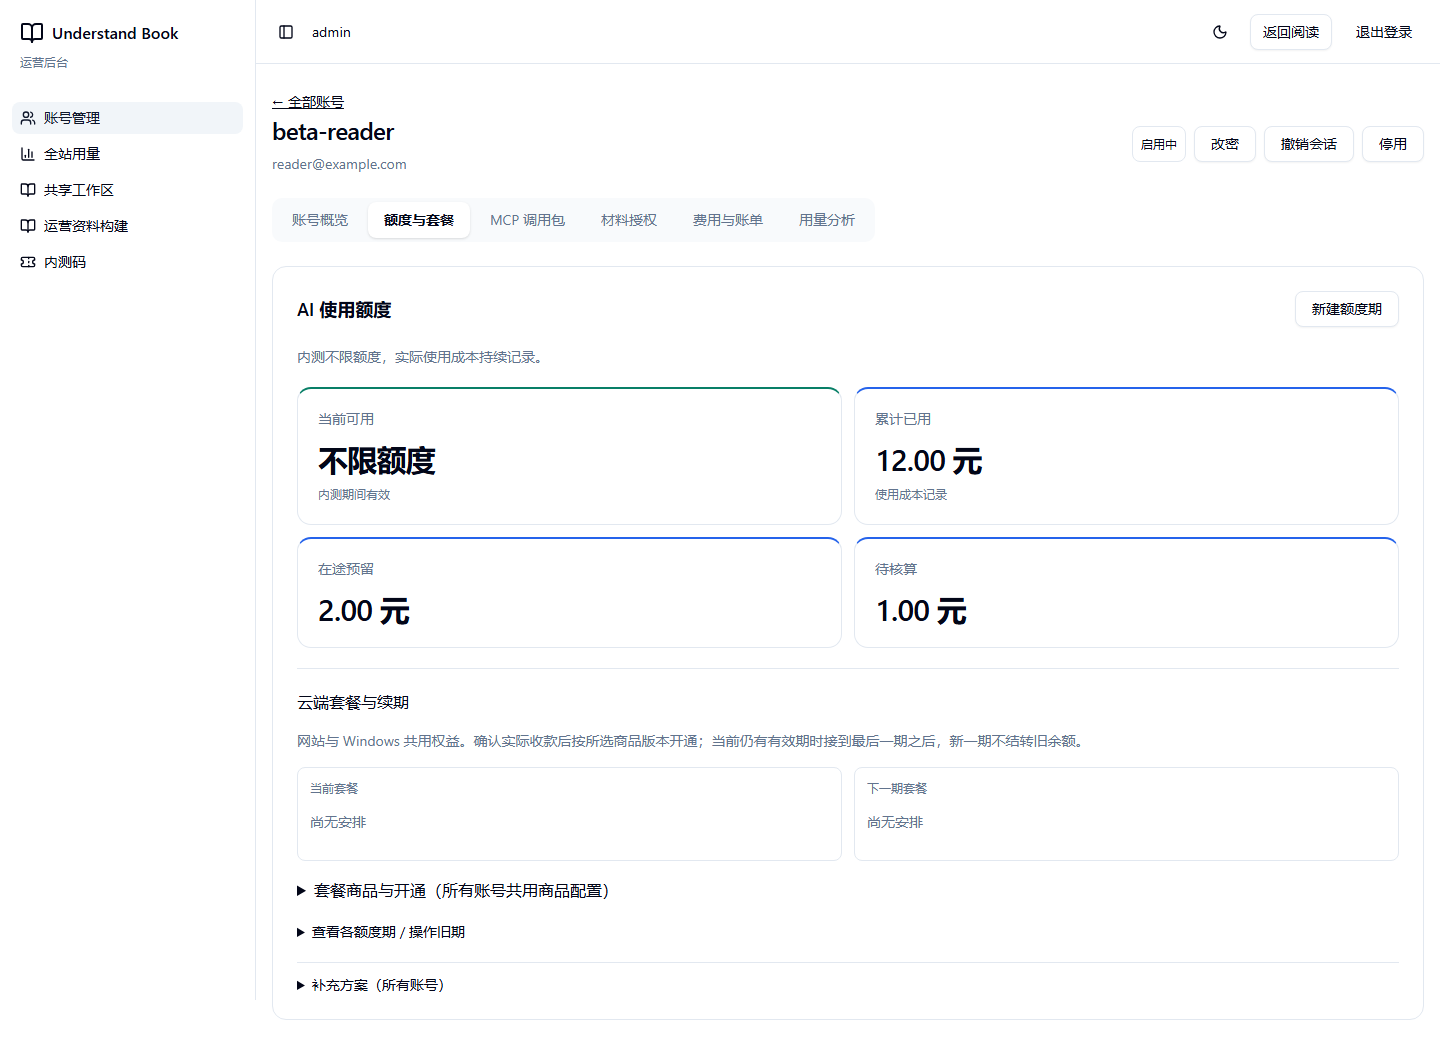 Understand Book
运营后台
账号管理
全站用量
共享工作区
运营资料构建
内测码
admin
返回阅读
退出登录
← 全部账号
beta-reader
reader@example.com
启用中
改密
撤销会话
停用
账号概览
额度与套餐
MCP 调用包
材料授权
费用与账单
用量分析
AI 使用额度
新建额度期
内测不限额度，实际使用成本持续记录。
当前可用
不限额度
内测期间有效
累计已用
12.00 元
使用成本记录
在途预留
2.00 元
待核算
1.00 元
云端套餐与续期
网站与 Windows 共用权益。确认实际收款后按所选商品版本开通；当前仍有有效期时接到最后一期之后，新一期不结转旧余额。
当前套餐
尚无安排
下一期套餐
尚无安排
套餐商品与开通（所有账号共用商品配置）
查看各额度期 / 操作旧期
补充方案（所有账号）